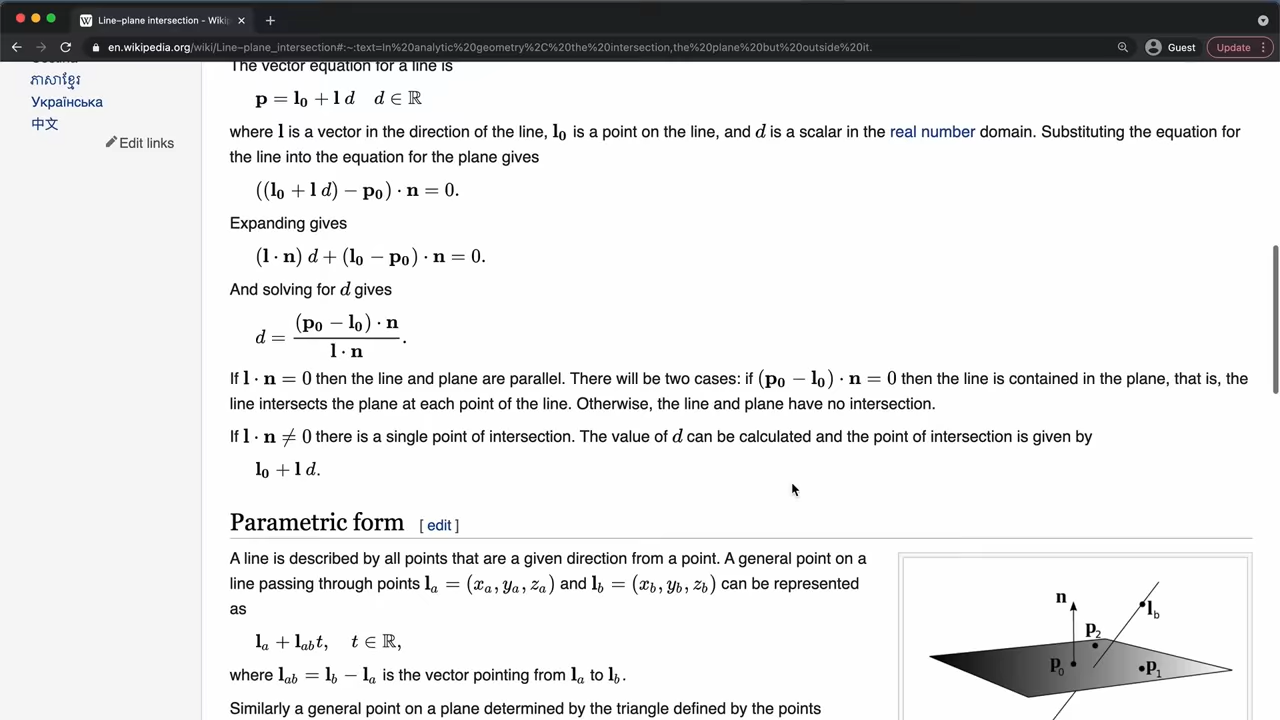 Line–plane intersection - Wiki
en.wikipedia.org/wiki/Line–plane_intersection#:~:text=In%20analytic%20geometry%2C%20the%20intersection,the%20plane%20but%20outside%20it.
Guest
Update
ភាសាខ្មែរ
Українська
中文
Edit links
The vector equation for a line is
p = l₀ + l d d ∈ ℝ
where l is a vector in the direction of the line, l₀ is a point on the line, and d is a scalar in the real number domain. Substituting the equation for
the line into the equation for the plane gives
((l₀ + l d) − p₀) · n = 0.
Expanding gives
(l · n) d + (l₀ − p₀) · n = 0.
And solving for d gives
d = (p₀ − l₀) · n / l · n.
If l · n = 0 then the line and plane are parallel. There will be two cases: if (p₀ − l₀) · n = 0 then the line is contained in the plane, that is, the
line intersects the plane at each point of the line. Otherwise, the line and plane have no intersection.
If l · n ≠ 0 there is a single point of intersection. The value of d can be calculated and the point of intersection is given by
l₀ + l d.
Parametric form [ edit ]
A line is described by all points that are a given direction from a point. A general point on a
line passing through points lₐ = (xₐ, yₐ, zₐ) and l_b = (x_b, y_b, z_b) can be represented
as
lₐ + l_ab t, t ∈ ℝ,
where l_ab = l_b − lₐ is the vector pointing from lₐ to l_b.
Similarly a general point on a plane determined by the triangle defined by the points
n
l_b
p₂
p₀
p₁